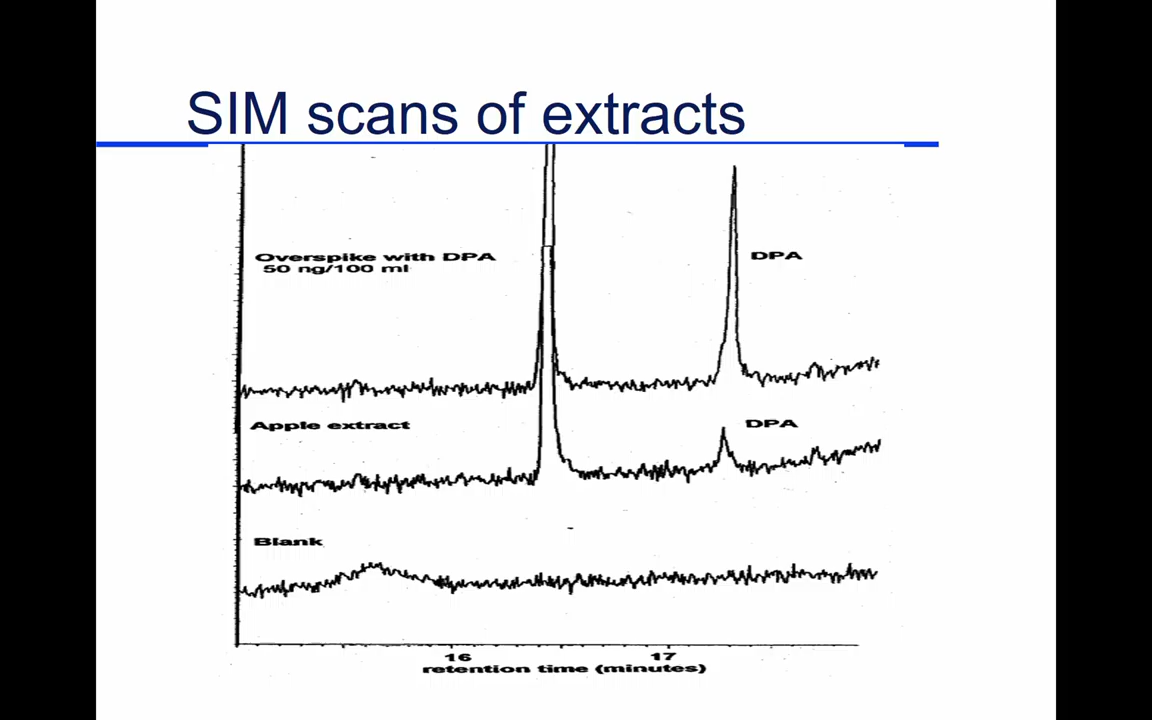 SIM scans of extracts
Overspike with DPA
50 ng/100 ml
DPA
Apple extract
DPA
Blank
16 17
retention time (minutes)